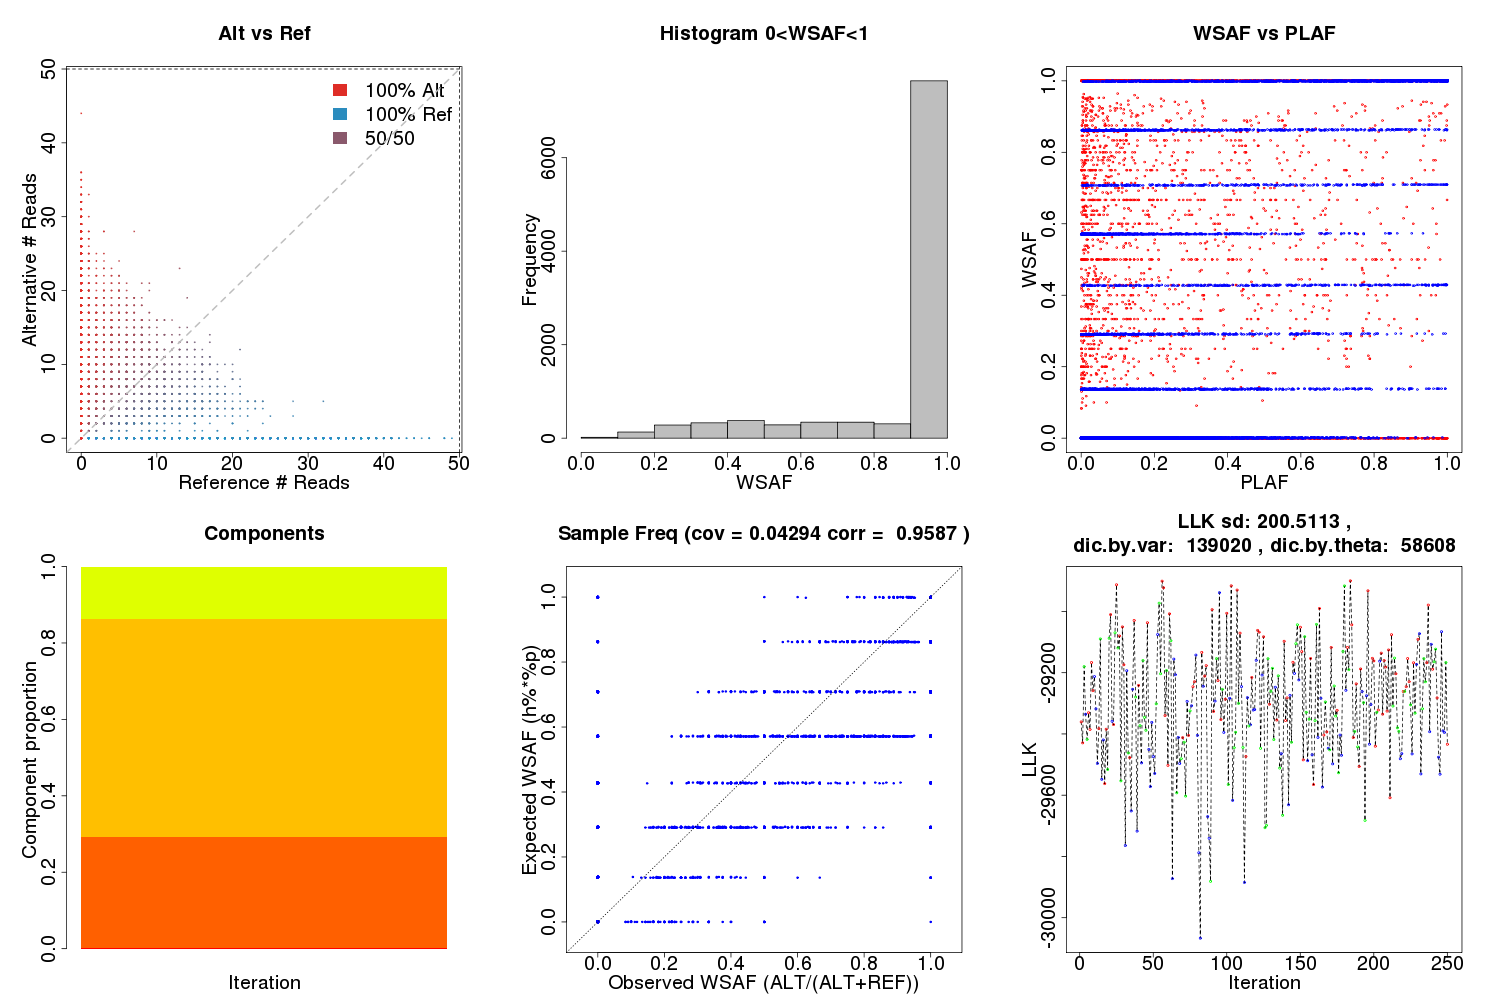 Alt vs Ref
100% Alt
100% Ref
50/50
Alternative # Reads
0 10 20 30 40 50
0 10 20 30 40 50
Reference # Reads
Histogram 0<WSAF<1
Frequency
0 2000 4000 6000
0.0 0.2 0.4 0.6 0.8 1.0
WSAF
WSAF vs PLAF
WSAF
0.0 0.2 0.4 0.6 0.8 1.0
0.0 0.2 0.4 0.6 0.8 1.0
PLAF
Components
Component proportion
0.0 0.2 0.4 0.6 0.8 1.0
Iteration
Sample Freq (cov = 0.04294 corr = 0.9587 )
Expected WSAF (h%*%p)
0.0 0.2 0.4 0.6 0.8 1.0
0.0 0.2 0.4 0.6 0.8 1.0
Observed WSAF (ALT/(ALT+REF))
LLK sd: 200.5113 ,
dic.by.var: 139020 , dic.by.theta: 58608
LLK
-30000 -29600 -29200
0 50 100 150 200 250
Iteration